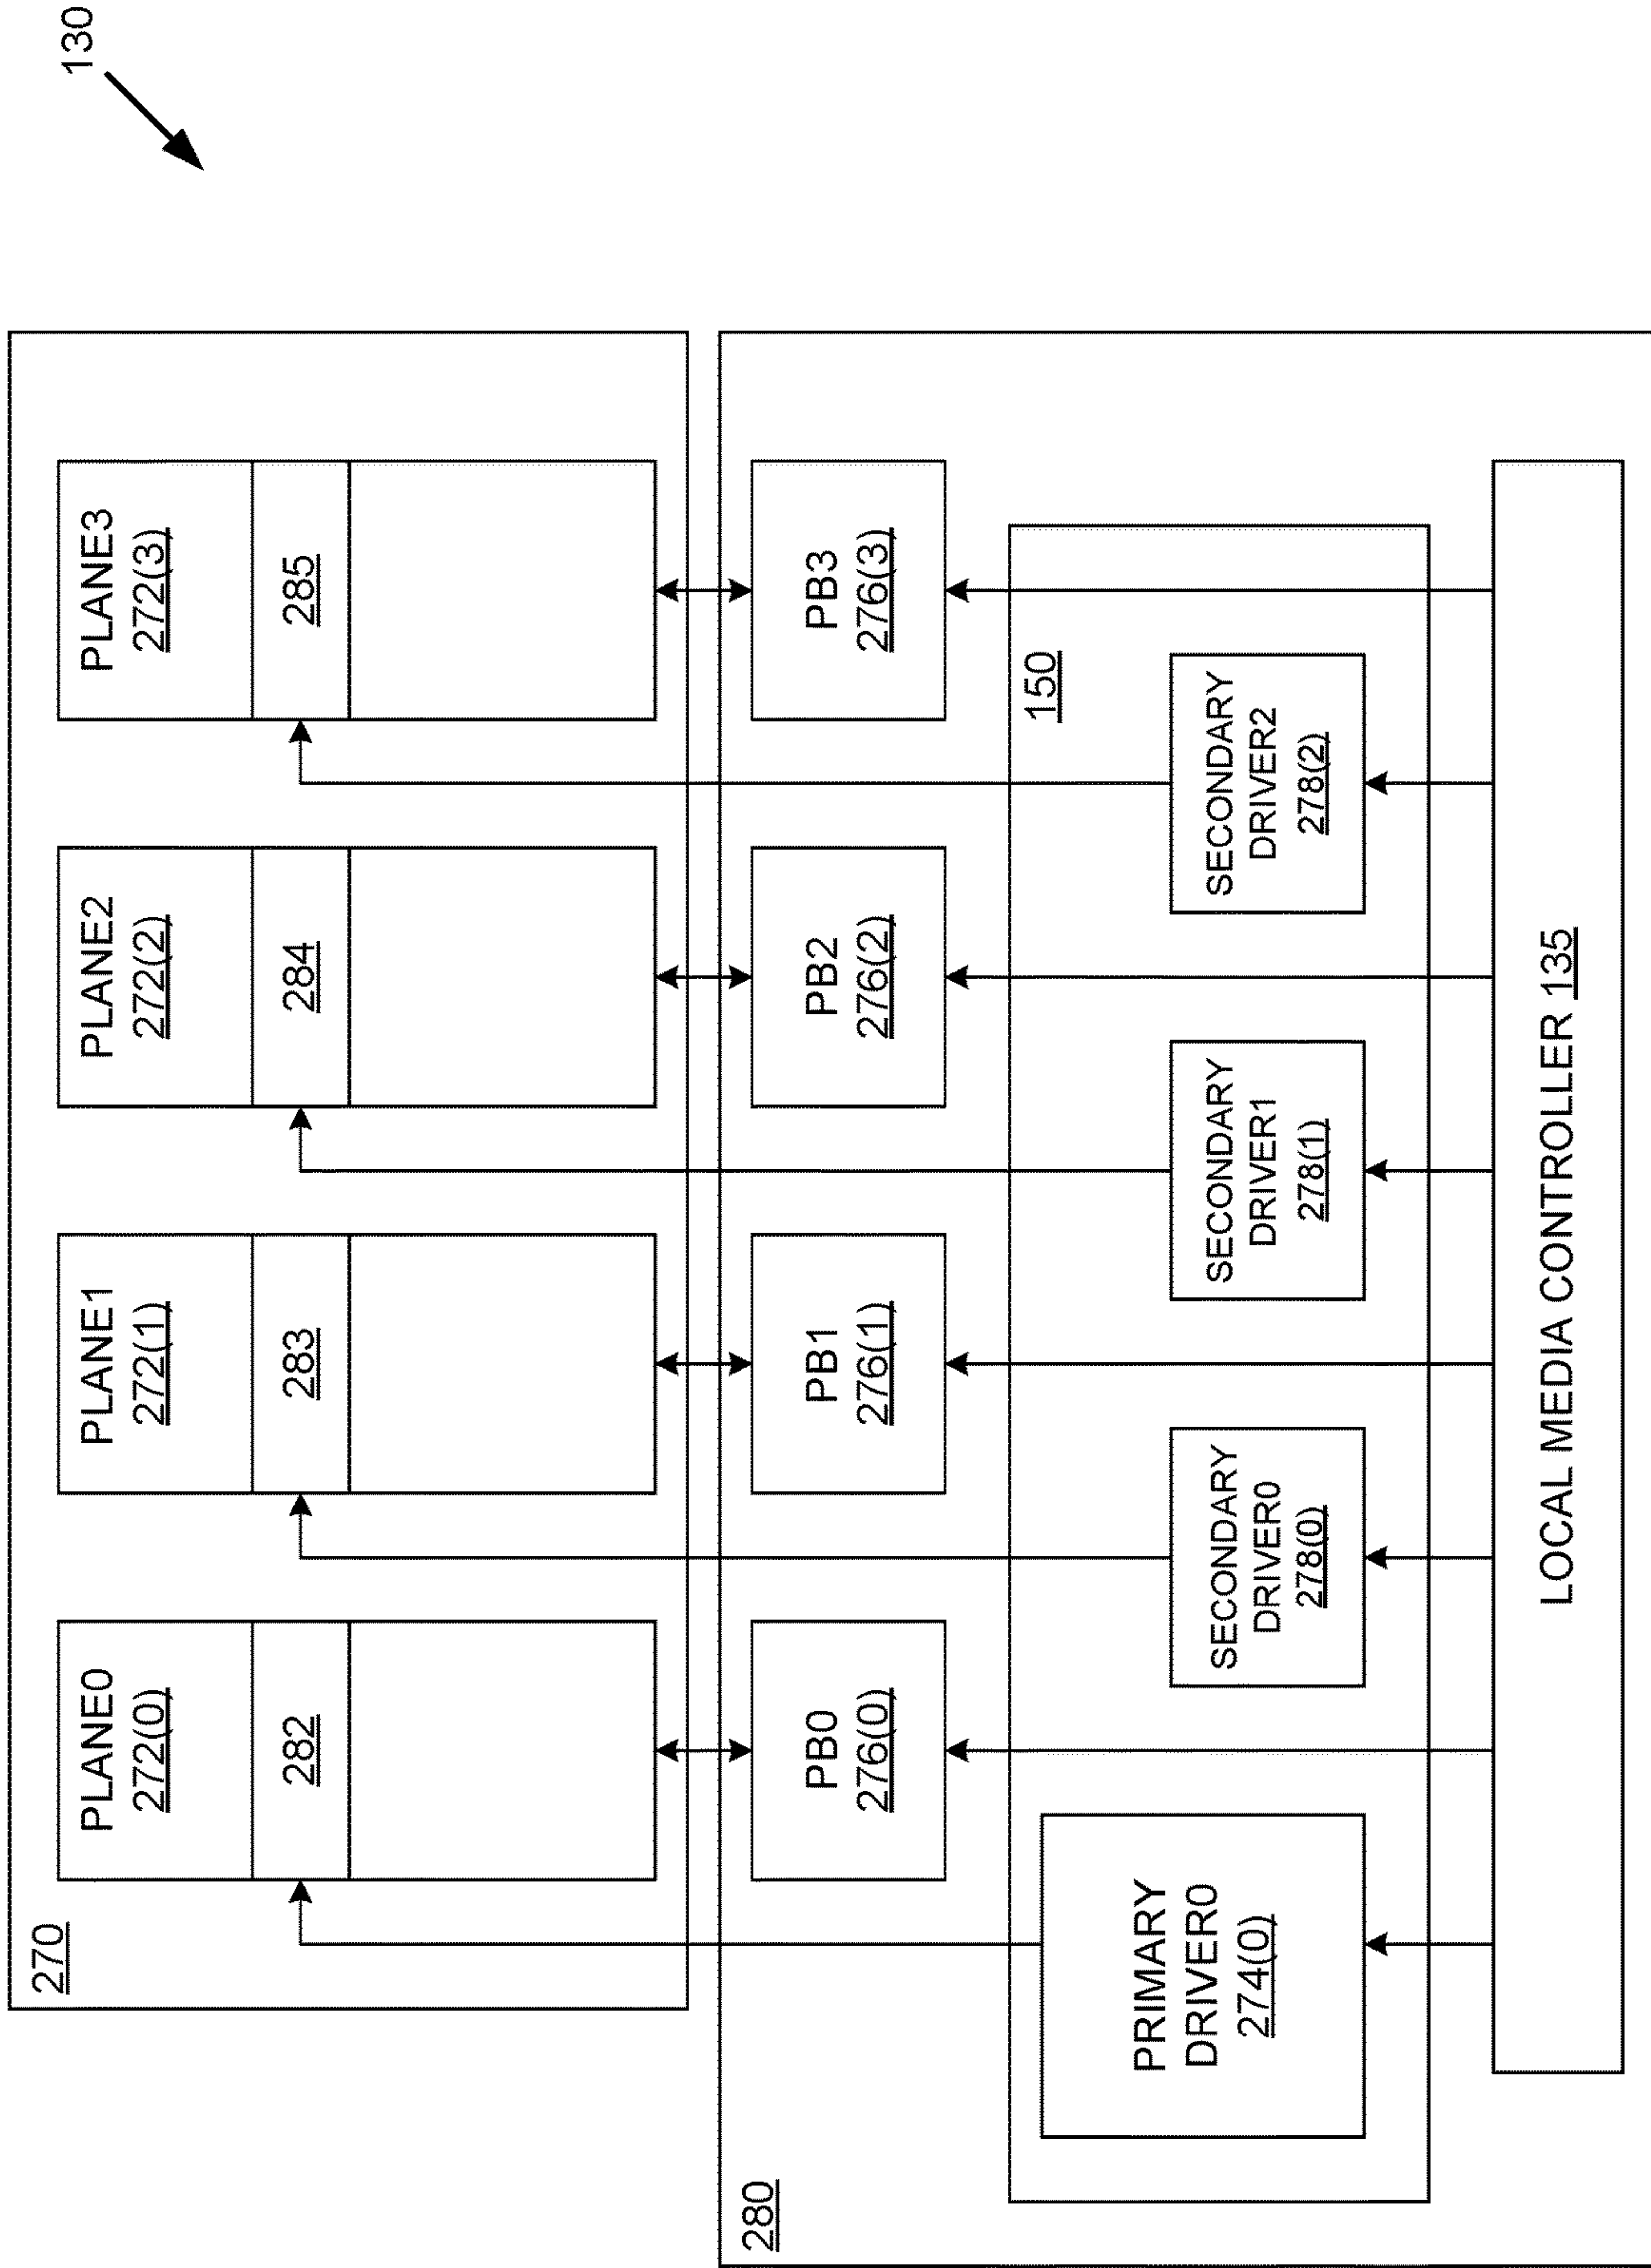 130
270
PLANE0
272(0)
282
PLANE1
272(1)
283
PLANE2
272(2)
284
PLANE3
272(3)
285
280
PB0
276(0)
PB1
276(1)
PB2
276(2)
PB3
276(3)
150
PRIMARY
DRIVER0
274(0)
SECONDARY
DRIVER0
278(0)
SECONDARY
DRIVER1
278(1)
SECONDARY
DRIVER2
278(2)
LOCAL MEDIA CONTROLLER 135